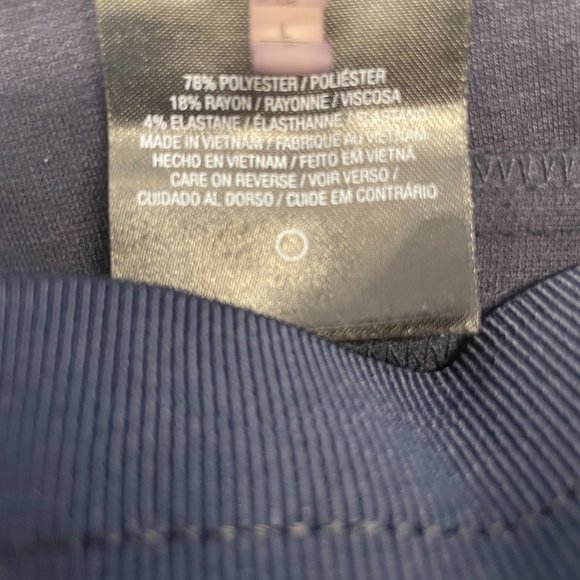 L
78% POLYESTER / POLIÉSTER
18% RAYON / RAYONNE / VISCOSA
4% ELASTANE / ÉLASTHANNE / ELASTANO
MADE IN VIETNAM / FABRIQUÉ AU VIETNAM
HECHO EN VIETNAM / FEITO EM VIETNÃ
CARE ON REVERSE / VOIR VERSO /
CUIDADO AL DORSO / CUIDE EM CONTRÁRIO